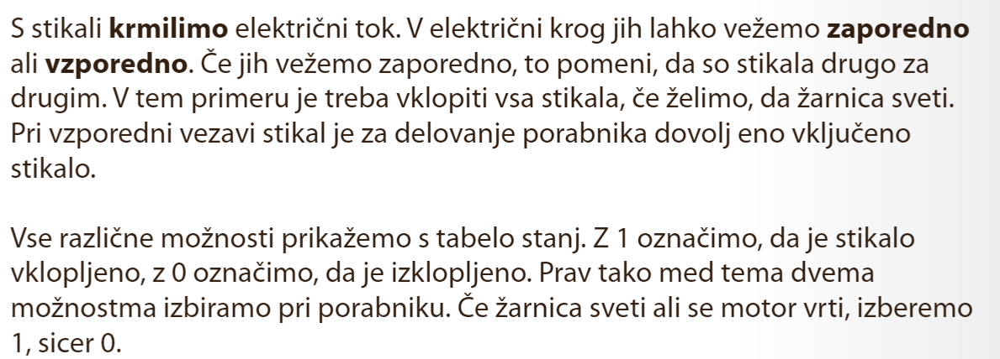 S stikali krmilimo električni tok. V električni krog jih lahko vežemo zaporedno
ali vzporedno. Če jih vežemo zaporedno, to pomeni, da so stikala drugo za
drugim. V tem primeru je treba vklopiti vsa stikala, če želimo, da žarnica sveti.
Pri vzporedni vezavi stikal je za delovanje porabnika dovolj eno vključeno
stikalo.
Vse različne možnosti prikažemo s tabelo stanj. Z 1 označimo, da je stikalo
vklopljeno, z 0 označimo, da je izklopljeno. Prav tako med tema dvema
možnostma izbiramo pri porabniku. Če žarnica sveti ali se motor vrti, izberemo
1, sicer 0.